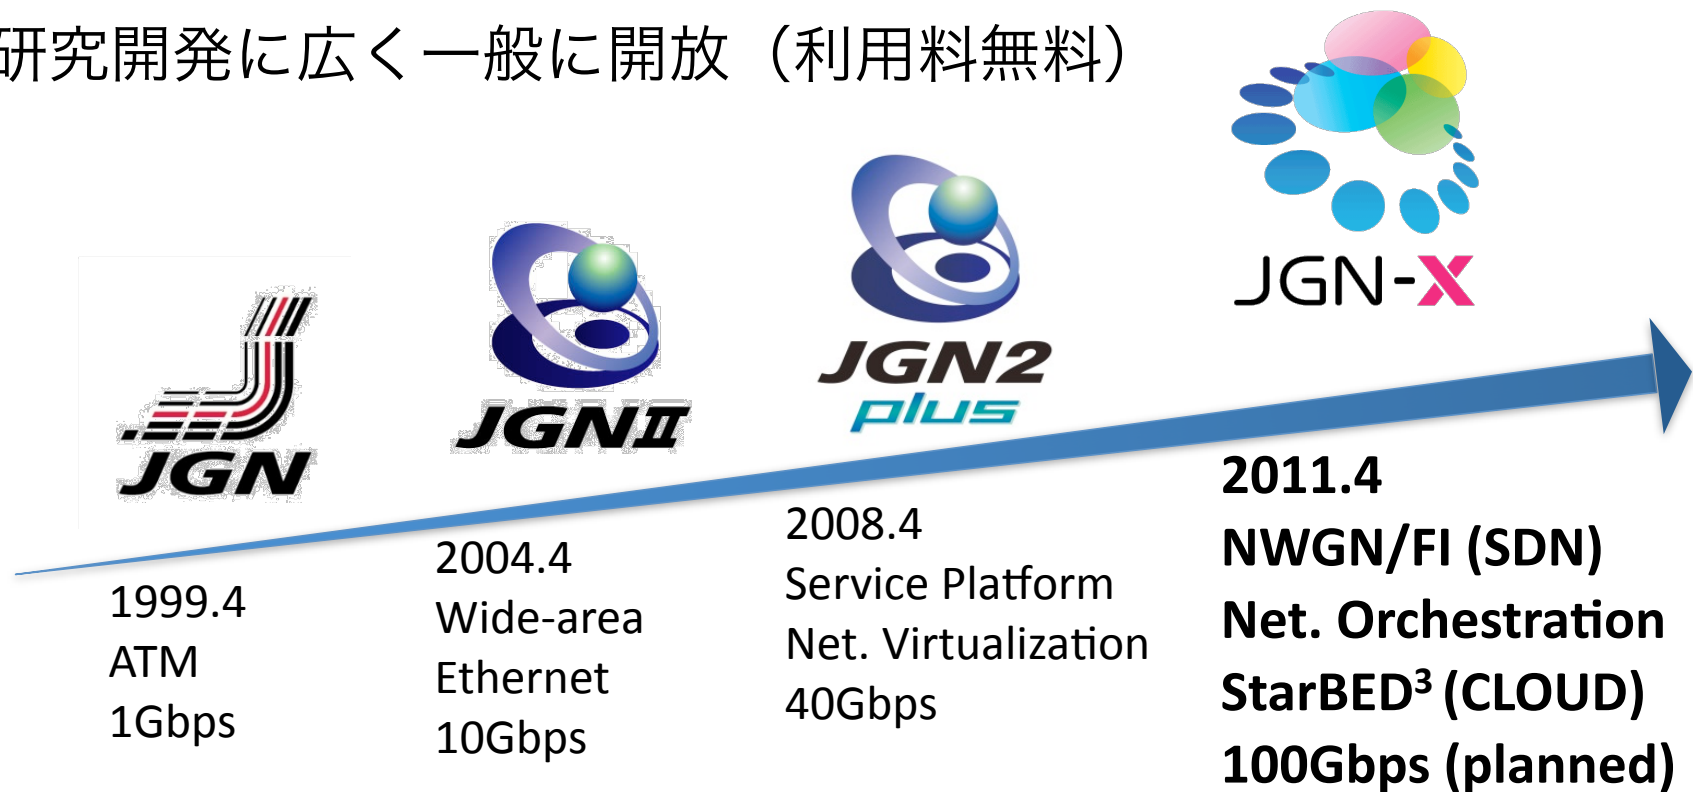 研究開発に広く一般に開放（利用料無料）
JGN
1999.4
ATM
1Gbps
JGNⅡ
2004.4
Wide-area
Ethernet
10Gbps
JGN2
plus
2008.4
Service Platform
Net. Virtualization
40Gbps
JGN-X
2011.4
NWGN/FI (SDN)
Net. Orchestration
StarBED³ (CLOUD)
100Gbps (planned)